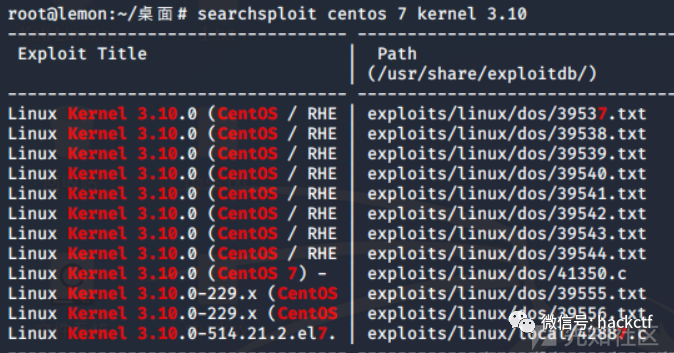 root@lemon:~/桌面# searchsploit centos 7 kernel 3.10
---------------------------------- ----------------------------------
Exploit Title | Path
| (/usr/share/exploitdb/)
---------------------------------- ----------------------------------
Linux Kernel 3.10.0 (CentOS / RHE | exploits/linux/dos/39537.txt
Linux Kernel 3.10.0 (CentOS / RHE | exploits/linux/dos/39538.txt
Linux Kernel 3.10.0 (CentOS / RHE | exploits/linux/dos/39539.txt
Linux Kernel 3.10.0 (CentOS / RHE | exploits/linux/dos/39540.txt
Linux Kernel 3.10.0 (CentOS / RHE | exploits/linux/dos/39541.txt
Linux Kernel 3.10.0 (CentOS / RHE | exploits/linux/dos/39542.txt
Linux Kernel 3.10.0 (CentOS / RHE | exploits/linux/dos/39543.txt
Linux Kernel 3.10.0 (CentOS / RHE | exploits/linux/dos/39544.txt
Linux Kernel 3.10.0 (CentOS 7) - | exploits/linux/dos/41350.c
Linux Kernel 3.10.0-229.x (CentOS | exploits/linux/dos/39555.txt
Linux Kernel 3.10.0-229.x (CentOS | exploits/linux/dos/
微信号: hackctf
Linux Kernel 3.10.0-514.21.2.el7. | exploits/linux/local/42887.c